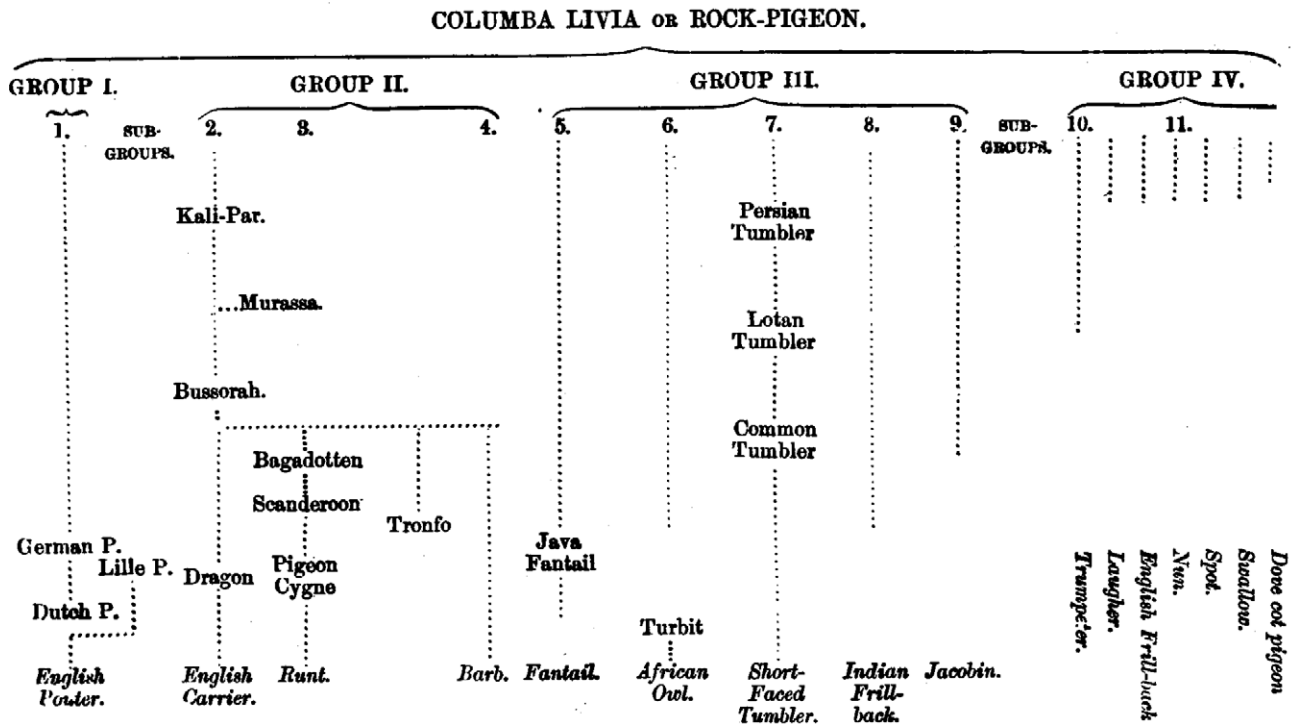 COLUMBA LIVIA OR ROCK-PIGEON.
GROUP I.
GROUP II.
GROUP III.
GROUP IV.
1.
SUB-
GROUPS.
2.
3.
4.
5.
6.
7.
8.
9.
SUB-
GROUPS.
10.
11.
Kali-Par.
Persian
Tumbler
...Murassa.
Lotan
Tumbler
Bussorah.
Common
Tumbler
Bagadotten
Scanderoon
Tronfo
German P.
Lille P.
Dutch P.
Dragon
Pigeon
Cygne
Java
Fantail
Turbit
English
Pouter.
English
Carrier.
Runt.
Barb.
Fantail.
African
Owl.
Short-
Faced
Tumbler.
Indian
Frill-
back.
Jacobin.
Trumpeter.
Laugher.
English Frill-back
Nun.
Spot.
Swallow.
Dove cot pigeon